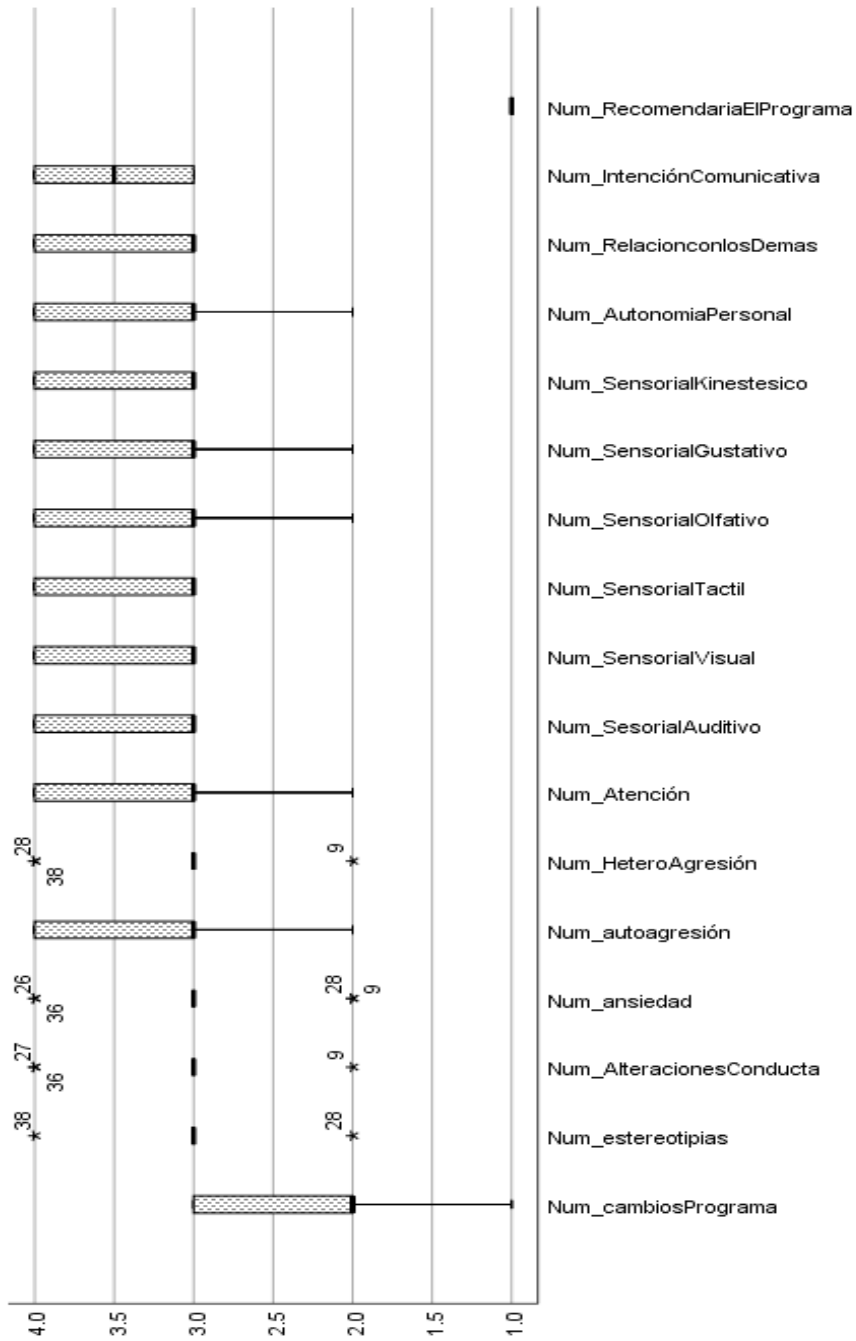 Num_RecomendariaElPrograma
Num_IntenciónComunicativa
Num_RelacionconlosDemas
Num_AutonomiaPersonal
Num_SensorialKinestesico
Num_SensorialGustativo
Num_SensorialOlfativo
Num_SensorialTactil
Num_SensorialVisual
Num_SesorialAuditivo
Num_Atención
28
38
9
Num_HeteroAgresión
Num_autoagresión
26
36
28
9
Num_ansiedad
27
36
9
Num_AlteracionesConducta
38
28
Num_estereotipias
Num_cambiosPrograma
4.0
3.5
3.0
2.5
2.0
1.5
1.0